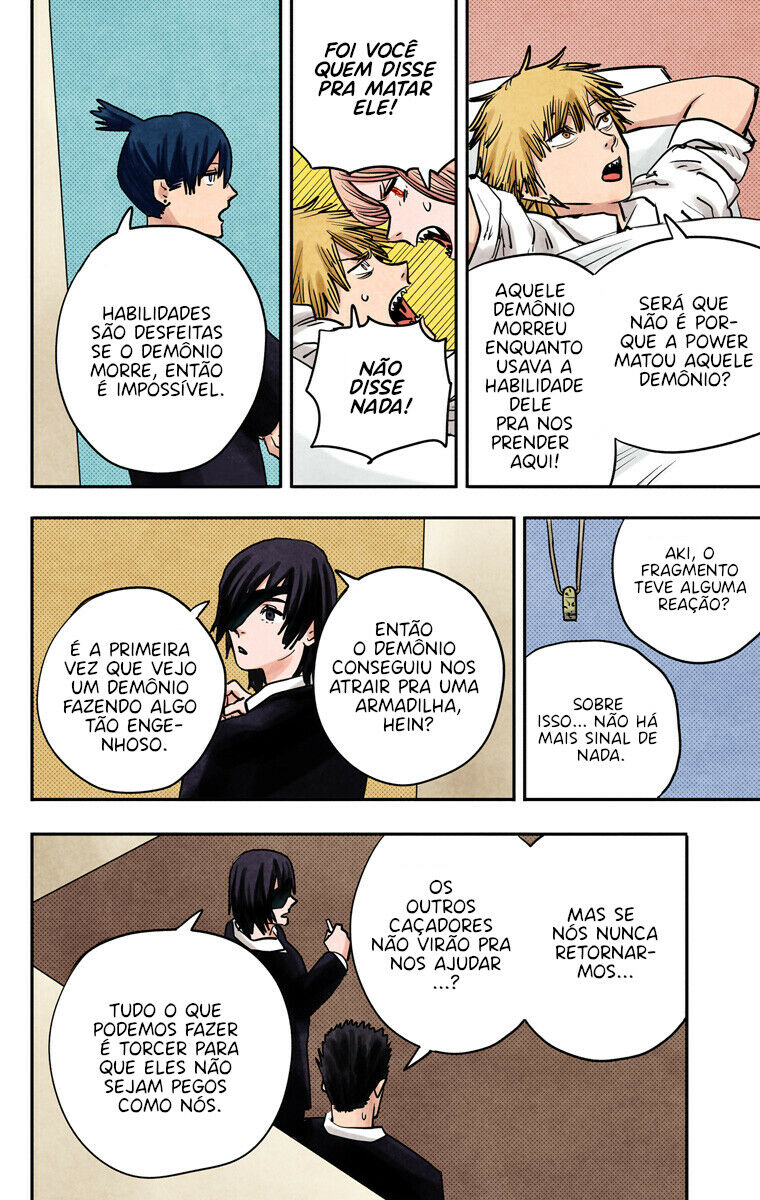 SERÁ QUE
NÃO É POR-
QUE A POWER
MATOU AQUELE
DEMÔNIO?
AQUELE
DEMÔNIO
MORREU
ENQUANTO
USAVA A
HABILIDADE
DELE
PRA NOS
PRENDER
AQUI!
FOI VOCÊ
QUEM DISSE
PRA MATAR
ELE!
NÃO
DISSE
NADA!
HABILIDADES
SÃO DESFEITAS
SE O DEMÔNIO
MORRE, ENTÃO
É IMPOSSÍVEL.
AKI, O
FRAGMENTO
TEVE ALGUMA
REAÇÃO?
SOBRE
ISSO... NÃO HÁ
MAIS SINAL DE
NADA.
ENTÃO
O DEMÔNIO
CONSEGUIU NOS
ATRAIR PRA UMA
ARMADILHA,
HEIN?
É A PRIMEIRA
VEZ QUE VEJO
UM DEMÔNIO
FAZENDO ALGO
TÃO ENGE-
NHOSO.
MAS SE
NÓS NUNCA
RETORNAR-
MOS...
OS
OUTROS
CAÇADORES
NÃO VIRÃO PRA
NOS AJUDAR
...?
TUDO O QUE
PODEMOS FAZER
É TORCER PARA
QUE ELES NÃO
SEJAM PEGOS
COMO NÓS.